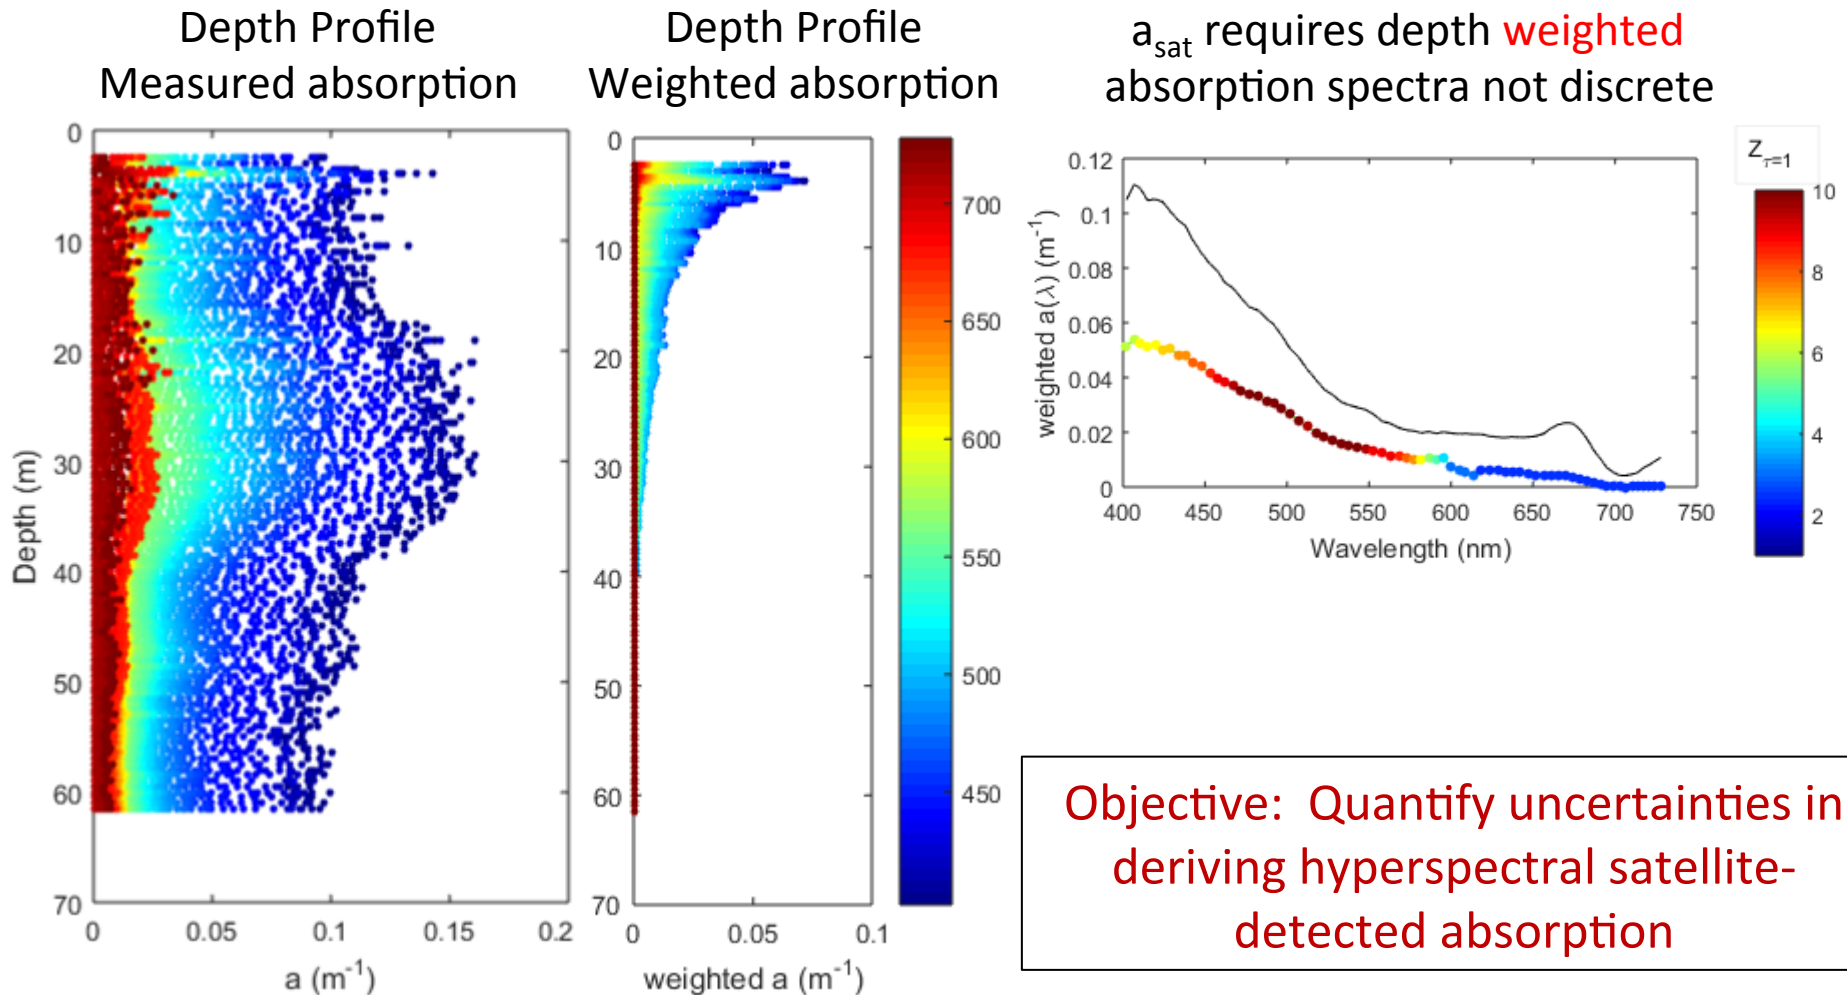 Depth Profile
Measured absorption
0
10
20
30
40
50
60
70
Depth (m)
0 0.05 0.1 0.15 0.2
a (m⁻¹)
Depth Profile
Weighted absorption
0
10
20
30
40
50
60
70
0 0.05 0.1
weighted a (m⁻¹)
700
650
600
550
500
450
a_sat requires depth weighted
absorption spectra not discrete
0.12
0.1
0.08
0.06
0.04
0.02
0
weighted a(λ) (m⁻¹)
400 450 500 550 600 650 700 750
Wavelength (nm)
Z_τ=1
10
8
6
4
2
Objective: Quantify uncertainties in
deriving hyperspectral satellite-
detected absorption